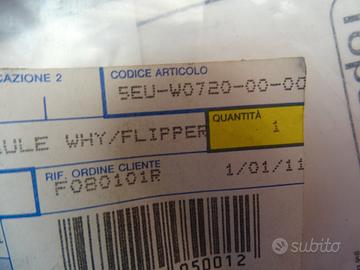 CAZIONE 2
CODICE ARTICOLO
5EU-W0720-00-00
ULE WHY/FLIPPER
QUANTITÀ
1
RIF. ORDINE CLIENTE
F080101R
1/01/11
050012
subito